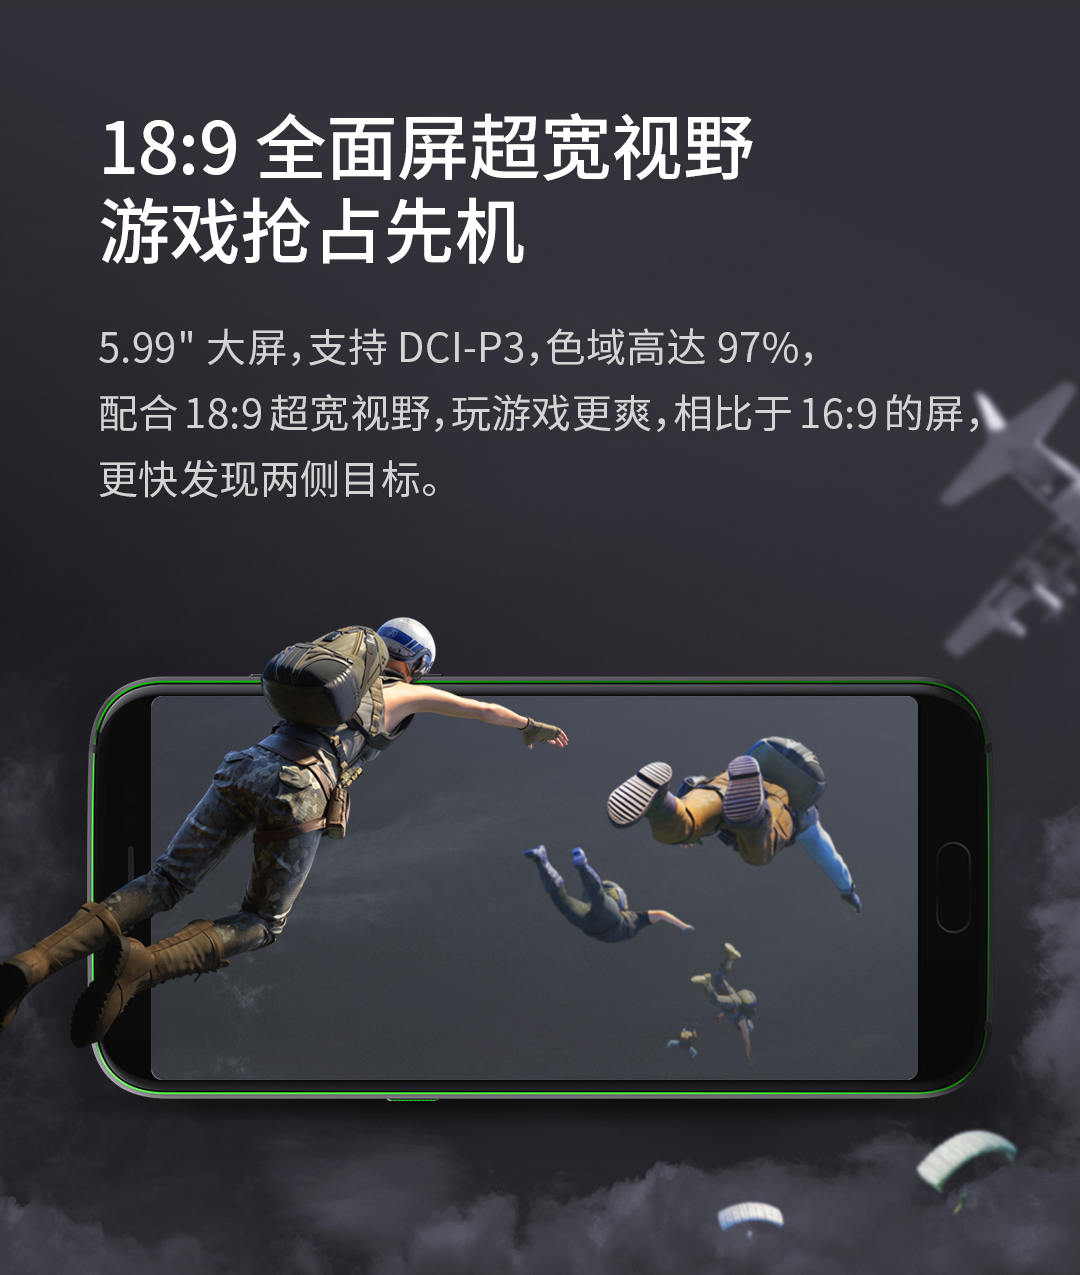 18:9 全面屏超宽视野
游戏抢占先机
5.99" 大屏，支持 DCI-P3，色域高达 97%，
配合 18:9 超宽视野，玩游戏更爽，相比于 16:9 的屏，
更快发现两侧目标。